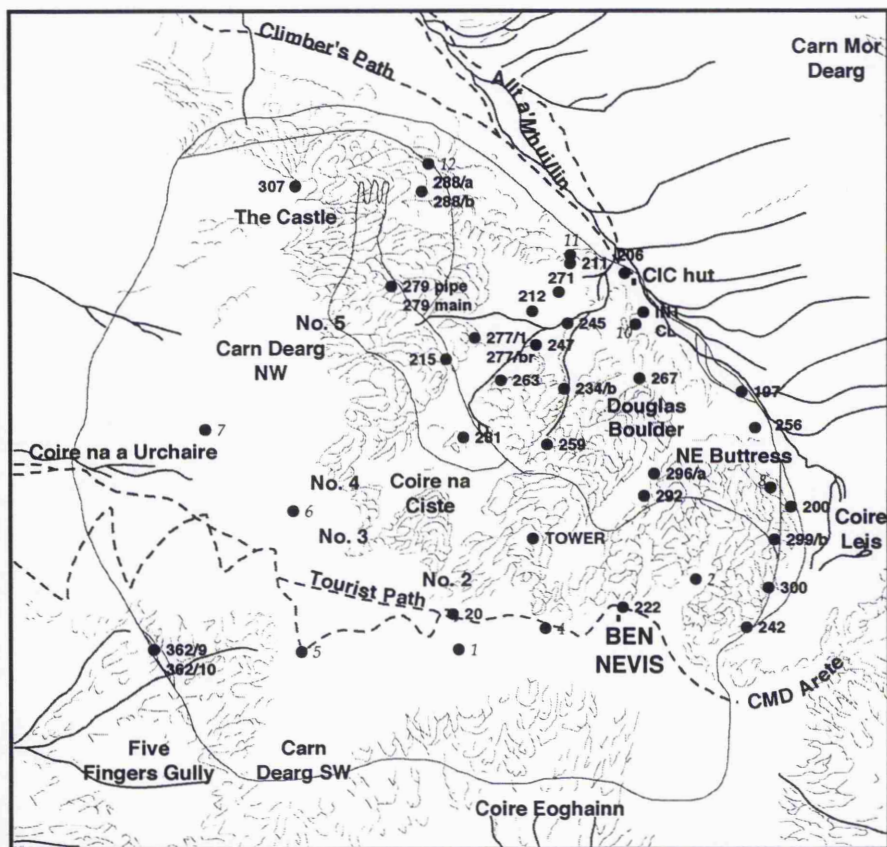 Climber's Path
Allt a'Mhuilinn
Carn Mor
Dearg
12
288/a
288/b
307
The Castle
11
211
206
CIC hut
271
212
279 pipe
279 main
INT
10
No. 5
245
277/1
277/br
247
Carn Dearg
NW
215
263
234/b
267
197
Douglas
Boulder
7
281
259
256
Coire na a Urchaire
NE Buttress
296/a
Coire na
Ciste
No. 4
292
8
200
6
Coire
Leis
No. 3
TOWER
299/b
No. 2
Tourist Path
300
20
222
4
242
BEN
NEVIS
362/9
362/10
5
1
CMD Arete
Five
Fingers Gully
Carn
Dearg SW
Coire Eoghainn